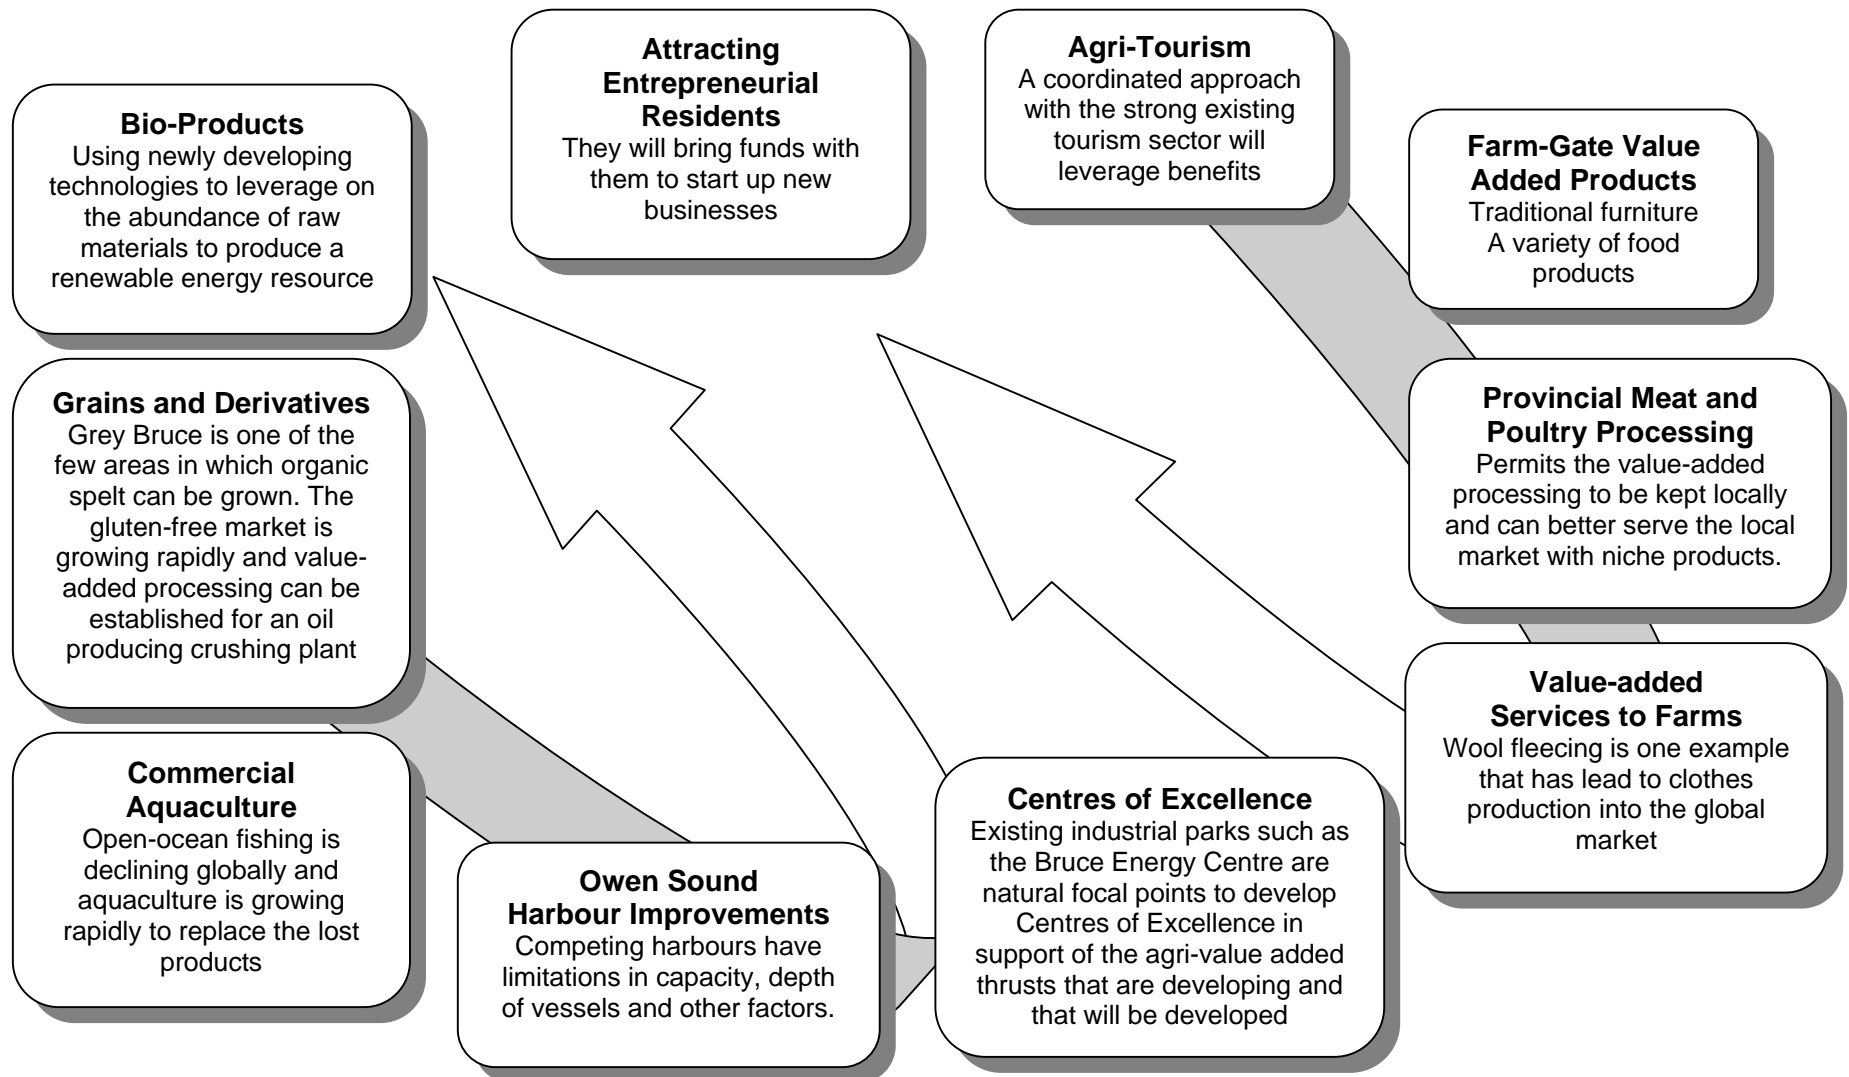 Attracting
Entrepreneurial
Residents
They will bring funds with
them to start up new
businesses
Agri-Tourism
A coordinated approach
with the strong existing
tourism sector will
leverage benefits
Bio-Products
Using newly developing
technologies to leverage on
the abundance of raw
materials to produce a
renewable energy resource
Farm-Gate Value
Added Products
Traditional furniture
A variety of food
products
Grains and Derivatives
Grey Bruce is one of the
few areas in which organic
spelt can be grown. The
gluten-free market is
growing rapidly and value-
added processing can be
established for an oil
producing crushing plant
Provincial Meat and
Poultry Processing
Permits the value-added
processing to be kept locally
and can better serve the local
market with niche products.
Value-added
Services to Farms
Wool fleecing is one example
that has lead to clothes
production into the global
market
Commercial
Aquaculture
Open-ocean fishing is
declining globally and
aquaculture is growing
rapidly to replace the lost
products
Owen Sound
Harbour Improvements
Competing harbours have
limitations in capacity, depth
of vessels and other factors.
Centres of Excellence
Existing industrial parks such as
the Bruce Energy Centre are
natural focal points to develop
Centres of Excellence in
support of the agri-value added
thrusts that are developing and
that will be developed